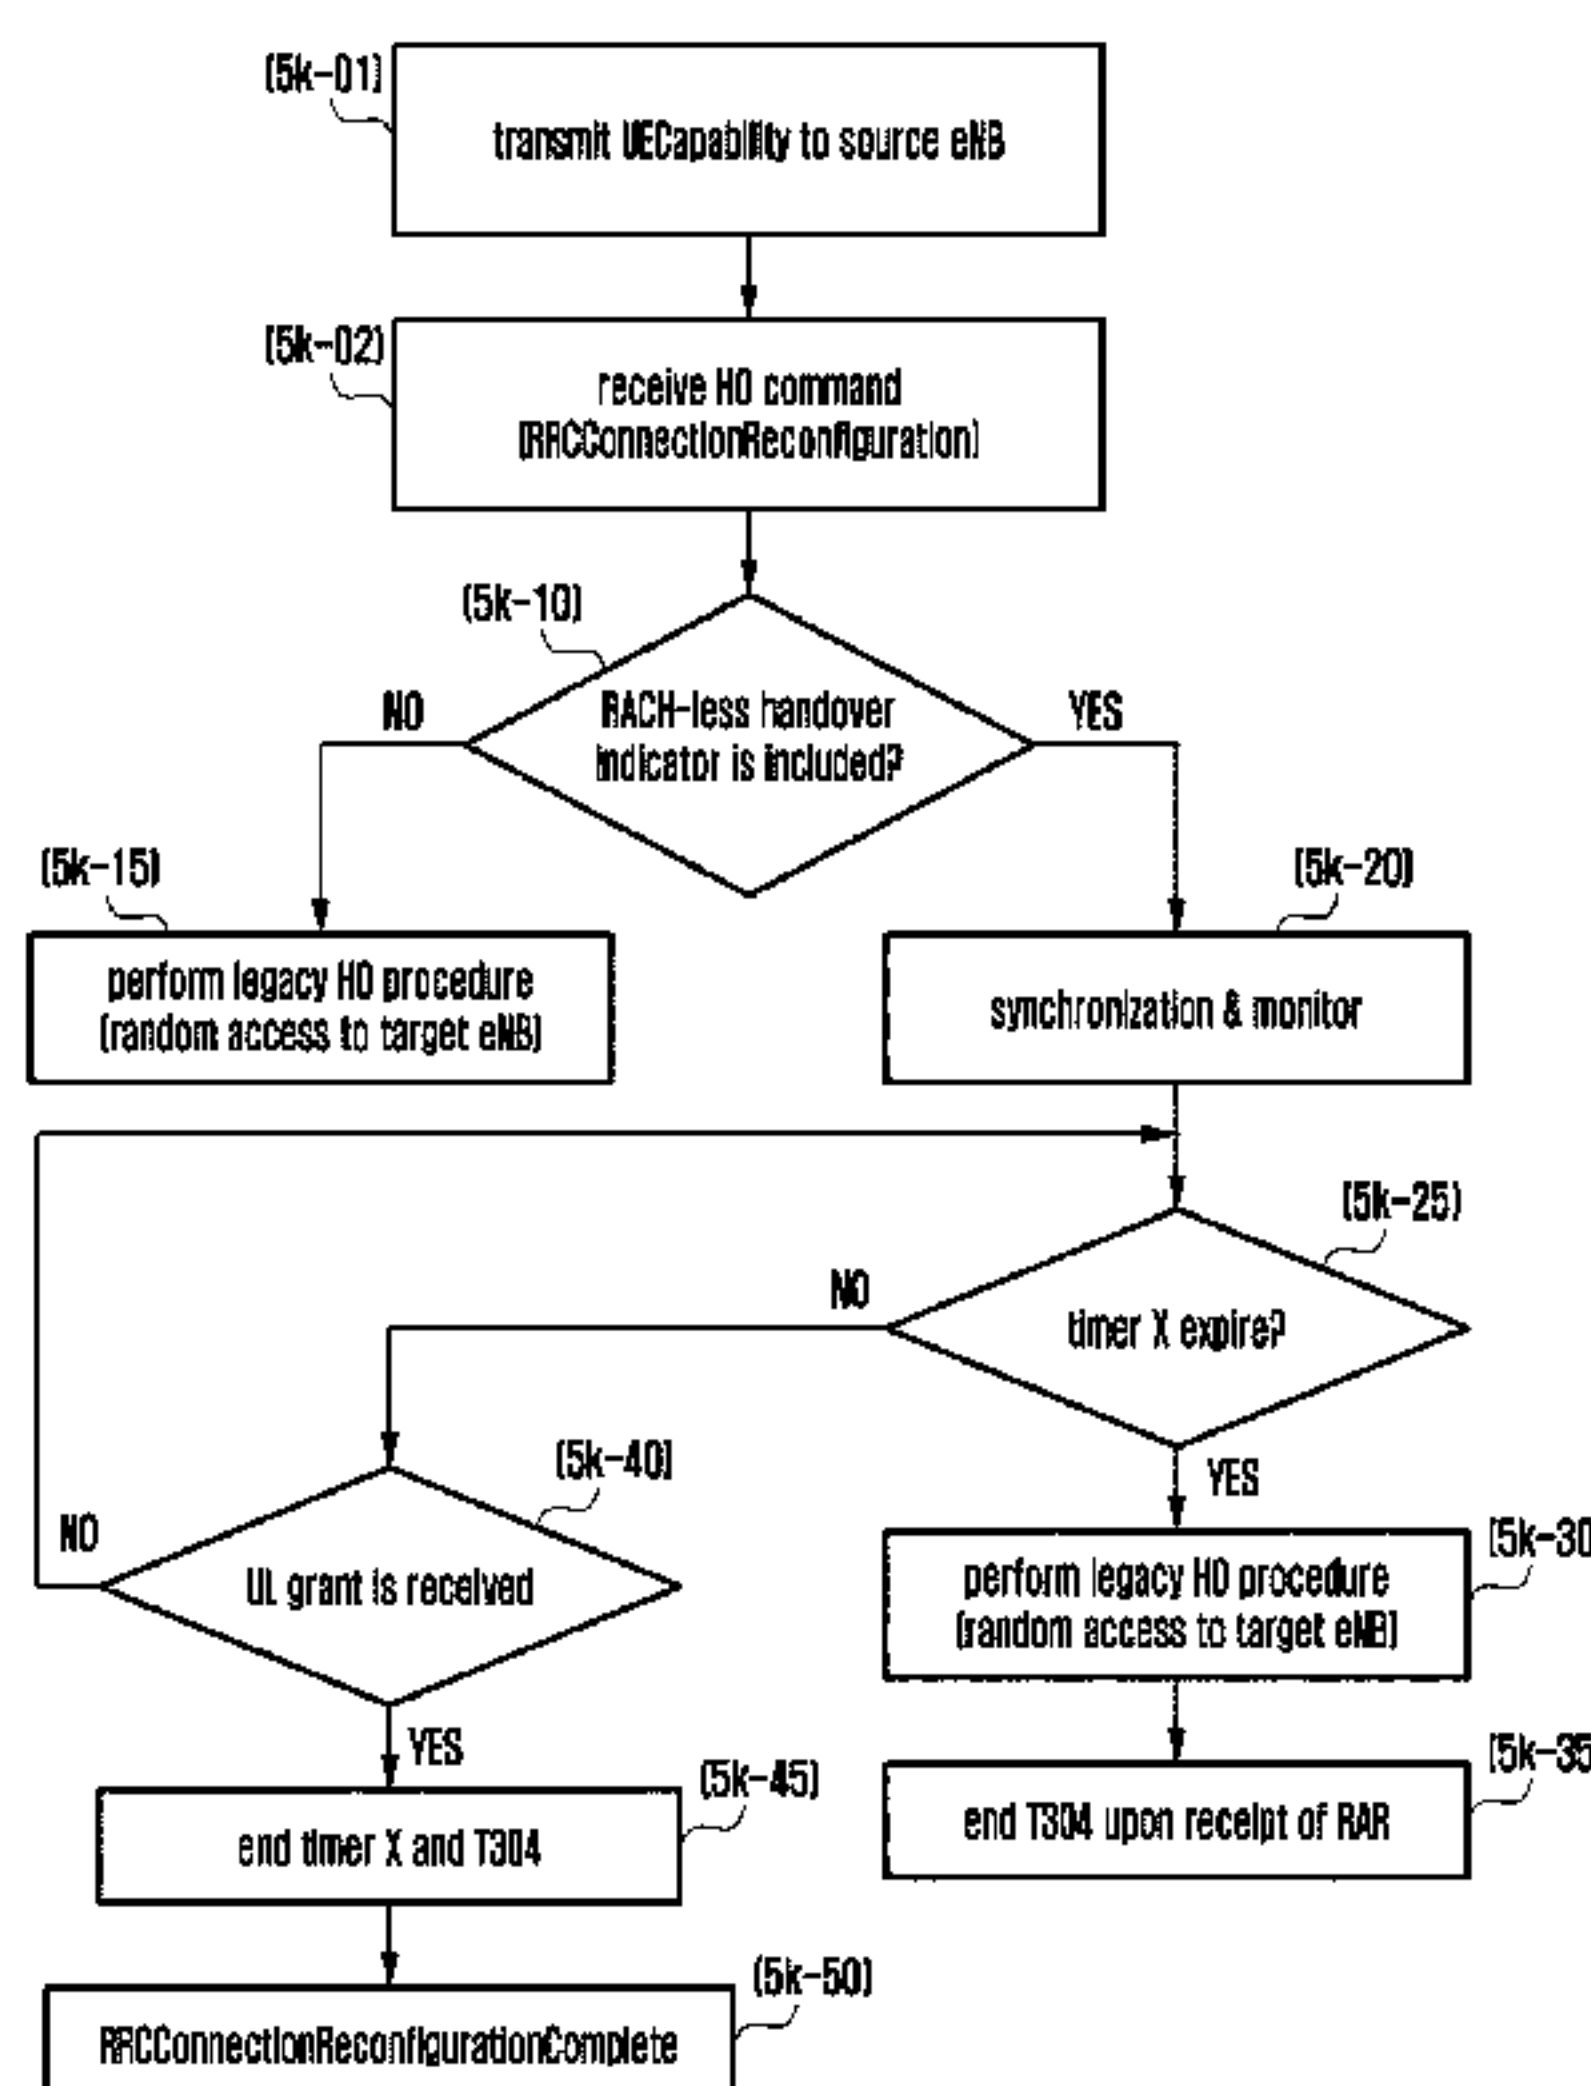 (5k-01)
transmit UECapability to source eNB
(5k-02)
receive HO command
(RRCConnectionReconfiguration)
(5k-10)
RACH-less handover
indicator is included?
NO
YES
(5k-15)
perform legacy HO procedure
(random access to target eNB)
(5k-20)
synchronization & monitor
(5k-25)
timer X expire?
NO
YES
(5k-40)
UL grant is received
NO
YES
(5k-30
perform legacy HO procedure
(random access to target eNB)
(5k-35
end T304 upon receipt of RAR
(5k-45)
end timer X and T304
(5k-50)
RRCConnectionReconfigurationComplete